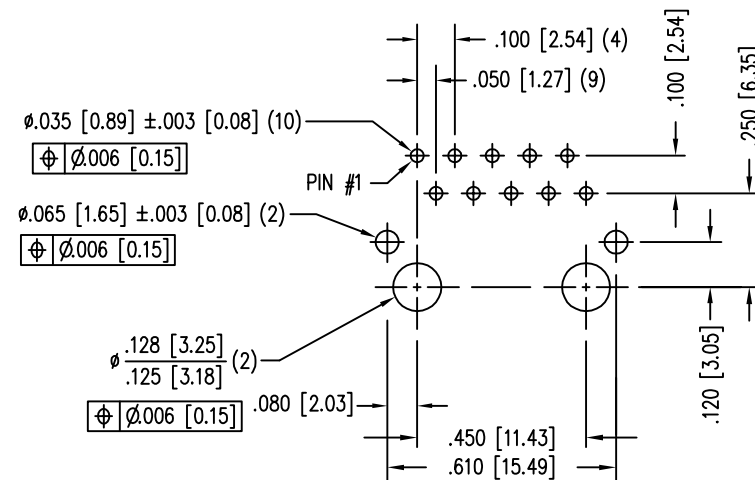 .100 [2.54] (4)
.050 [1.27] (9)
.100 [2.54]
.250 [6.35]
ø.035 [0.89] ±.003 [0.08] (10)
⌖ Ø.006 [0.15]
PIN #1
ø.065 [1.65] ±.003 [0.08] (2)
⌖ Ø.006 [0.15]
ø .128 [3.25] (2)
.125 [3.18]
⌖ Ø.006 [0.15]
.080 [2.03]
.120 [3.05]
.450 [11.43]
.610 [15.49]